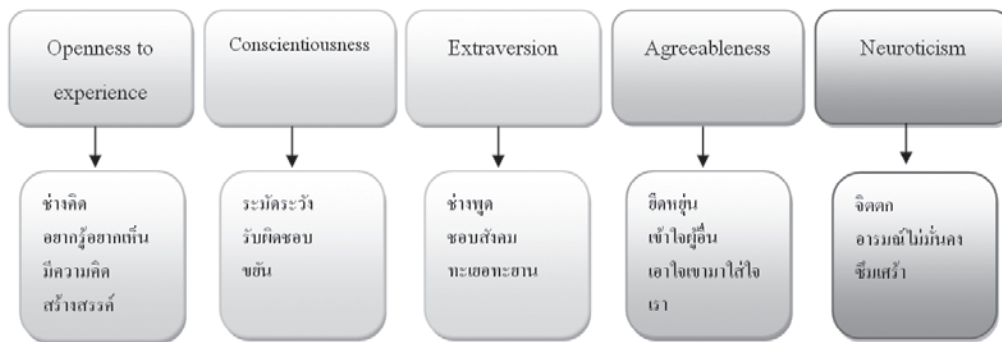 Openness to
experience
Conscientiousness
Extraversion
Agreeableness
Neuroticism
ช่างคิด
อยากรู้อยากเห็น
มีความคิด
สร้างสรรค์
ระมัดระวัง
รับผิดชอบ
ขยัน
ช่างพูด
ชอบสังคม
ทะเยอทะยาน
ยืดหยุ่น
เข้าใจผู้อื่น
เอาใจเขามาใส่ใจ
เรา
จิตตก
อารมณ์ไม่มั่นคง
ซึมเศร้า